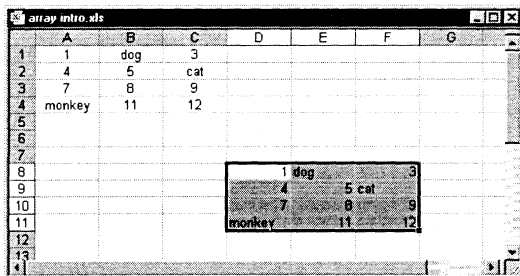 array intro.xls
A B C D E F G
1 1 dog 3
2 4 5 cat
3 7 8 9
4 monkey 11 12
5
6
7
8 1 dog 3
9 4 5 cat
10 7 8 9
11 monkey 11 12
12
13